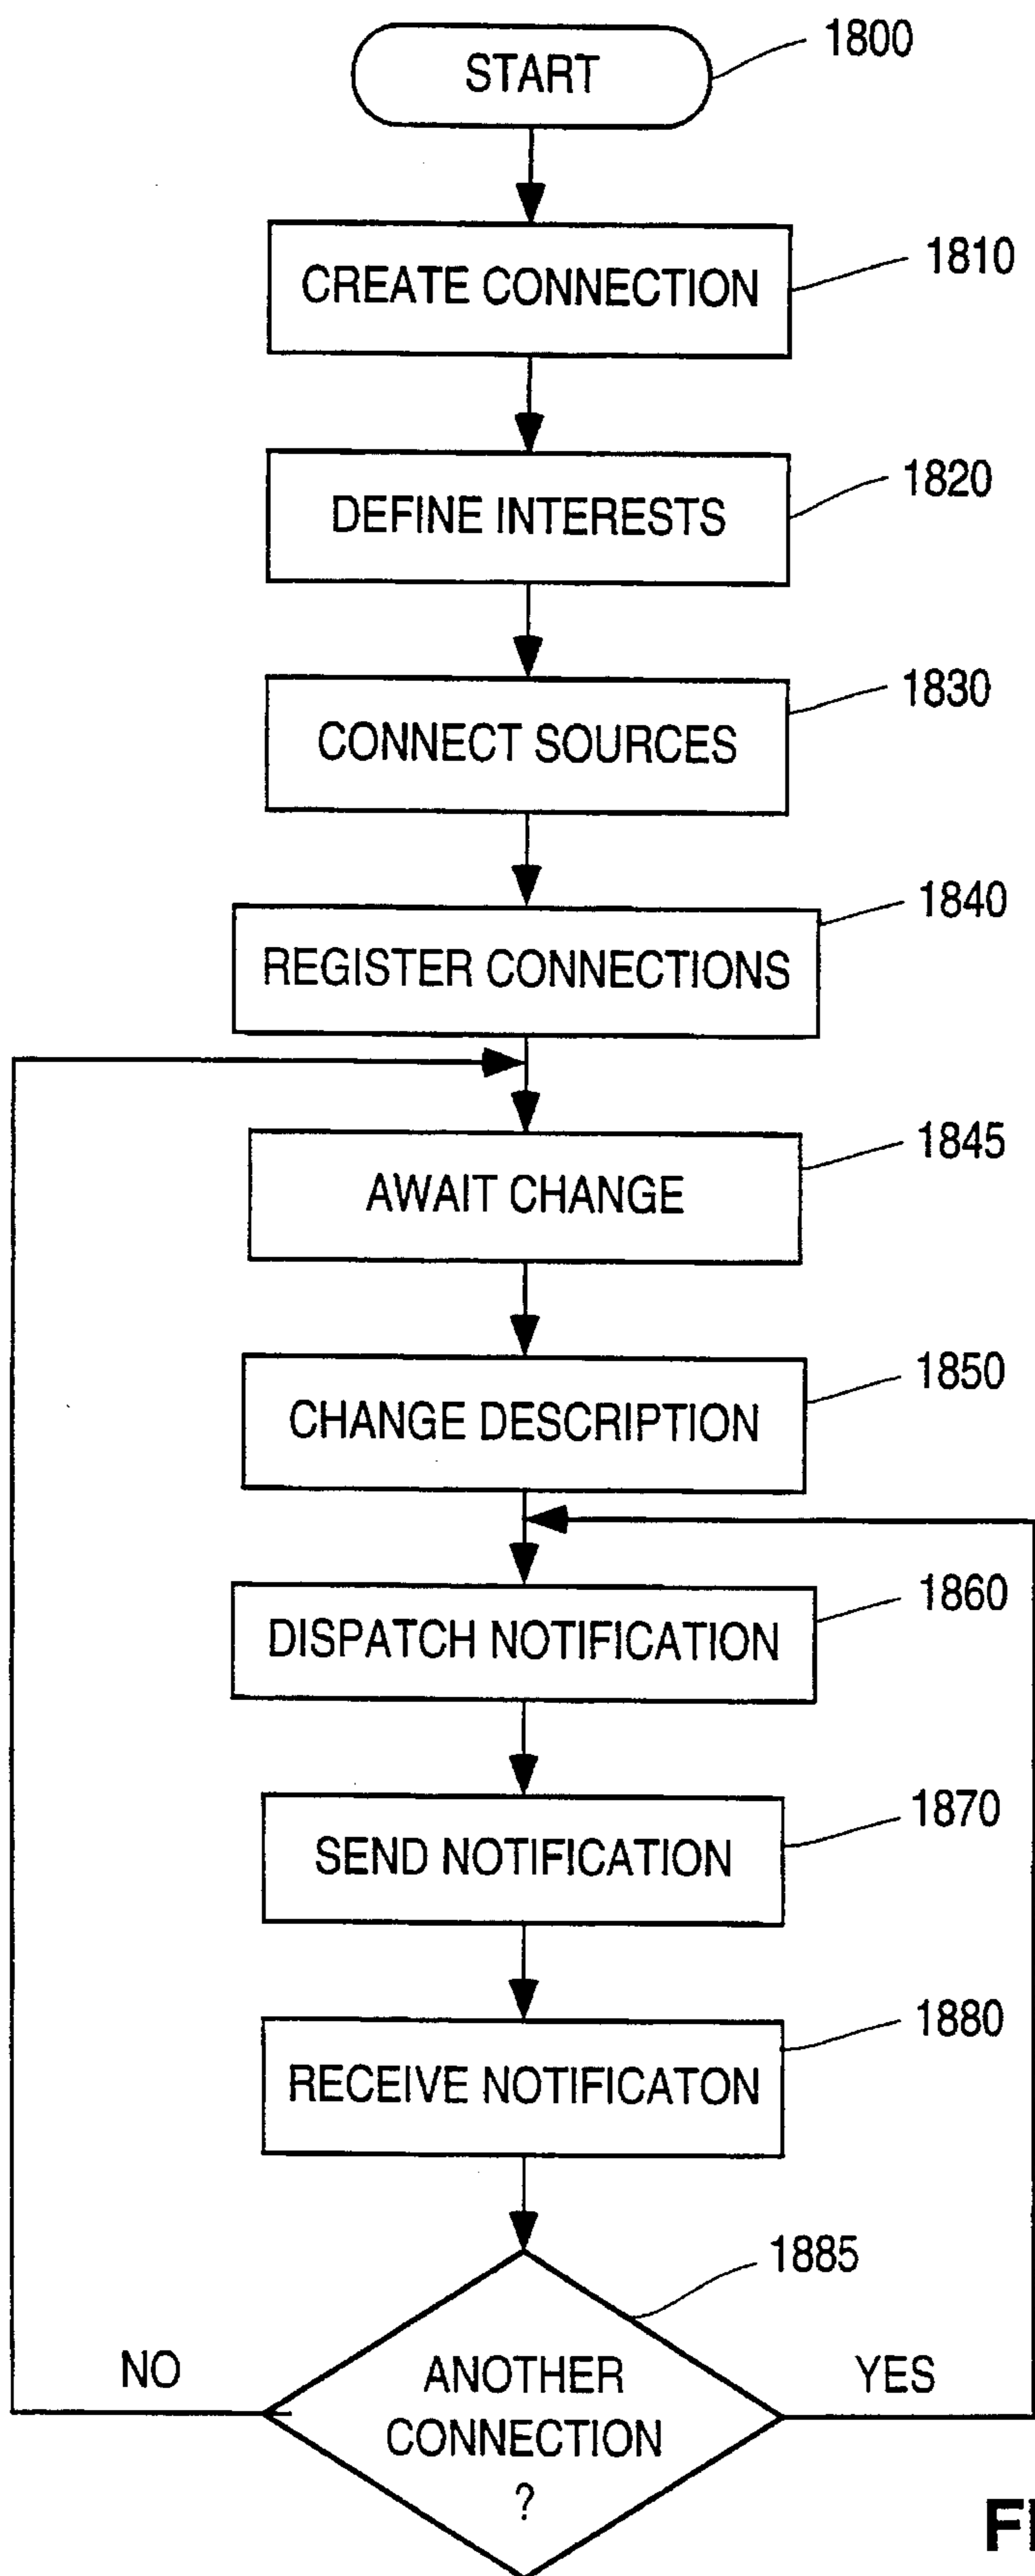 START
1800
CREATE CONNECTION
1810
DEFINE INTERESTS
1820
CONNECT SOURCES
1830
REGISTER CONNECTIONS
1840
AWAIT CHANGE
1845
CHANGE DESCRIPTION
1850
DISPATCH NOTIFICATION
1860
SEND NOTIFICATION
1870
RECEIVE NOTIFICATON
1880
1885
NO
ANOTHER
CONNECTION
?
YES